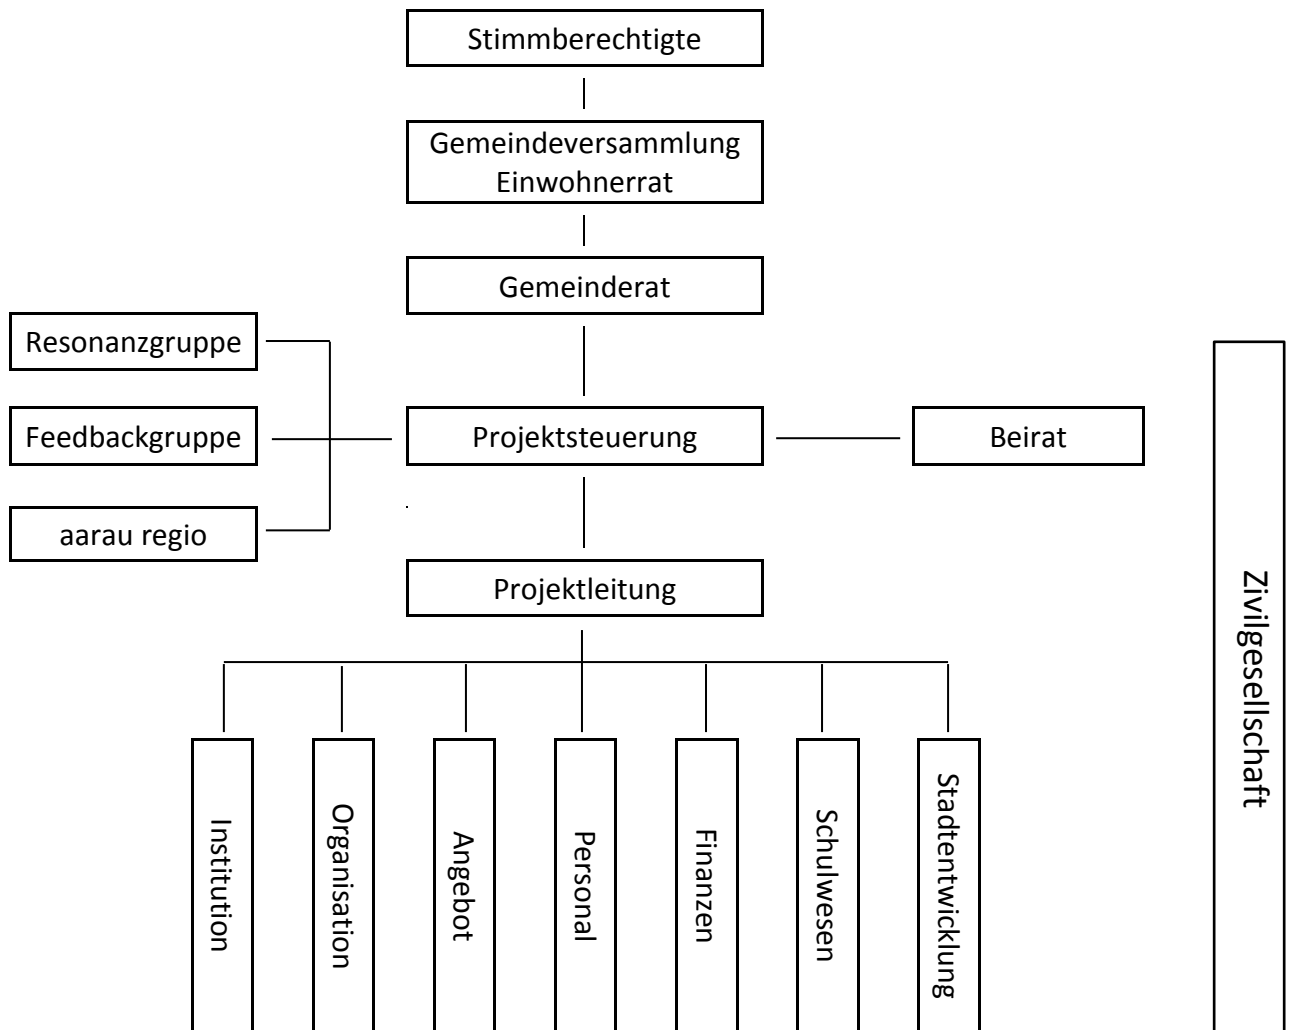 Stimmberechtigte
Gemeindeversammlung
Einwohnerrat
Gemeinderat
Resonanzgruppe
Feedbackgruppe
Projektsteuerung
Beirat
aarau regio
Projektleitung
Institution
Organisation
Angebot
Personal
Finanzen
Schulwesen
Stadtentwicklung
Zivilgesellschaft